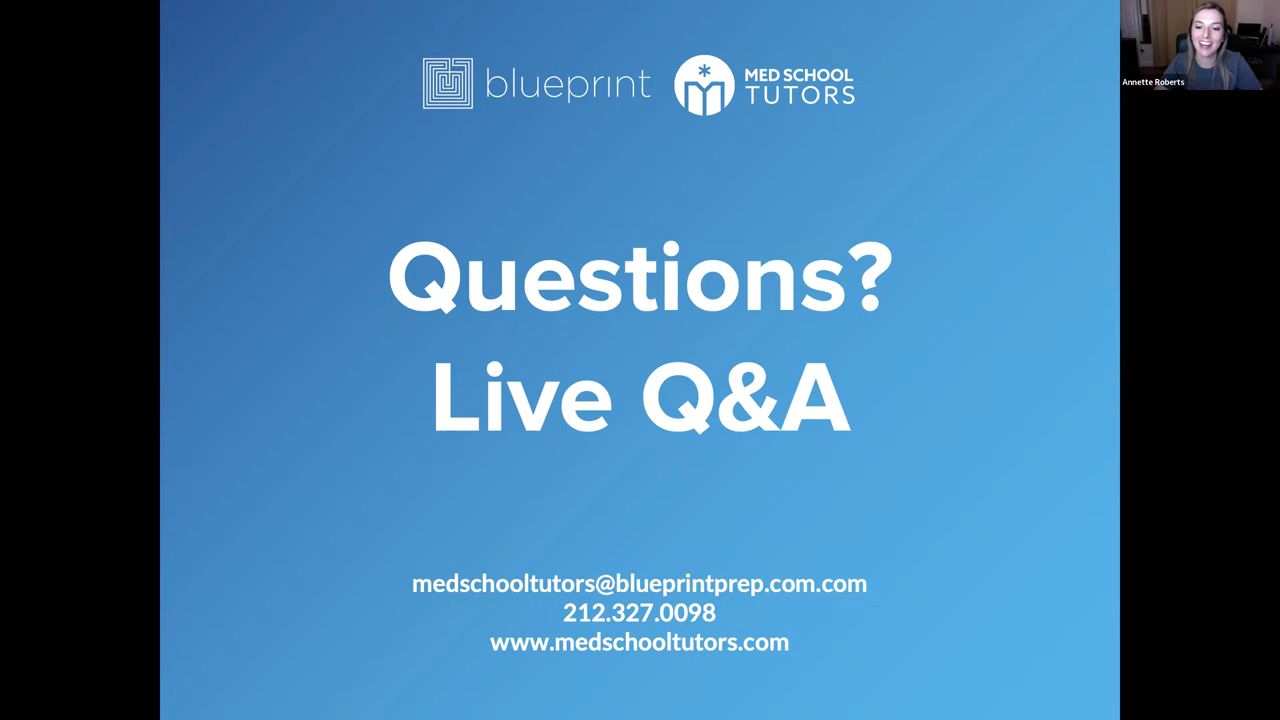 blueprint
MED SCHOOL
TUTORS
Annette Roberts
Questions?
Live Q&A
medschooltutors@blueprintprep.com.com
212.327.0098
www.medschooltutors.com